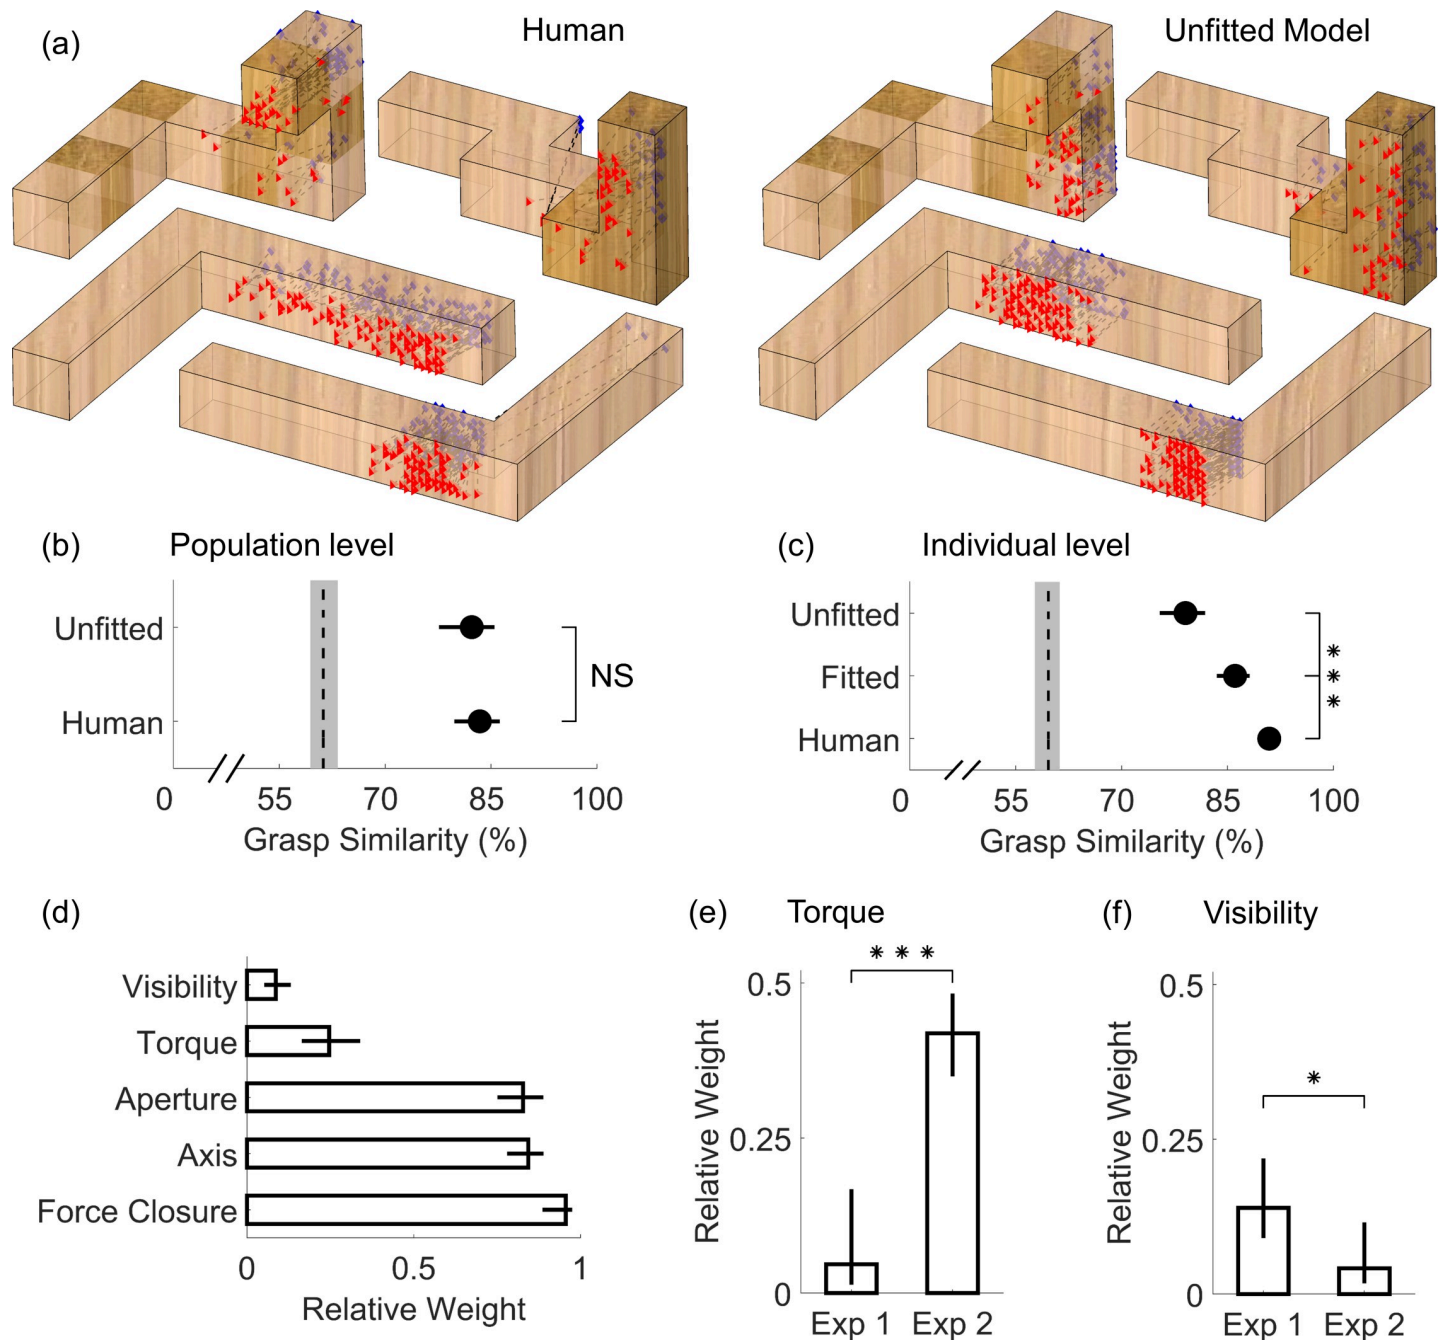 (a)
Human
Unfitted Model
(b) Population level
Unfitted
Human
NS
0 55 70 85 100
Grasp Similarity (%)
(c) Individual level
Unfitted
Fitted
Human
***
0 55 70 85 100
Grasp Similarity (%)
(d)
Visibility
Torque
Aperture
Axis
Force Closure
0 0.5 1
Relative Weight
(e) Torque
***
0.5
0.25
0
Relative Weight
Exp 1 Exp 2
(f) Visibility
*
0.5
0.25
0
Relative Weight
Exp 1 Exp 2